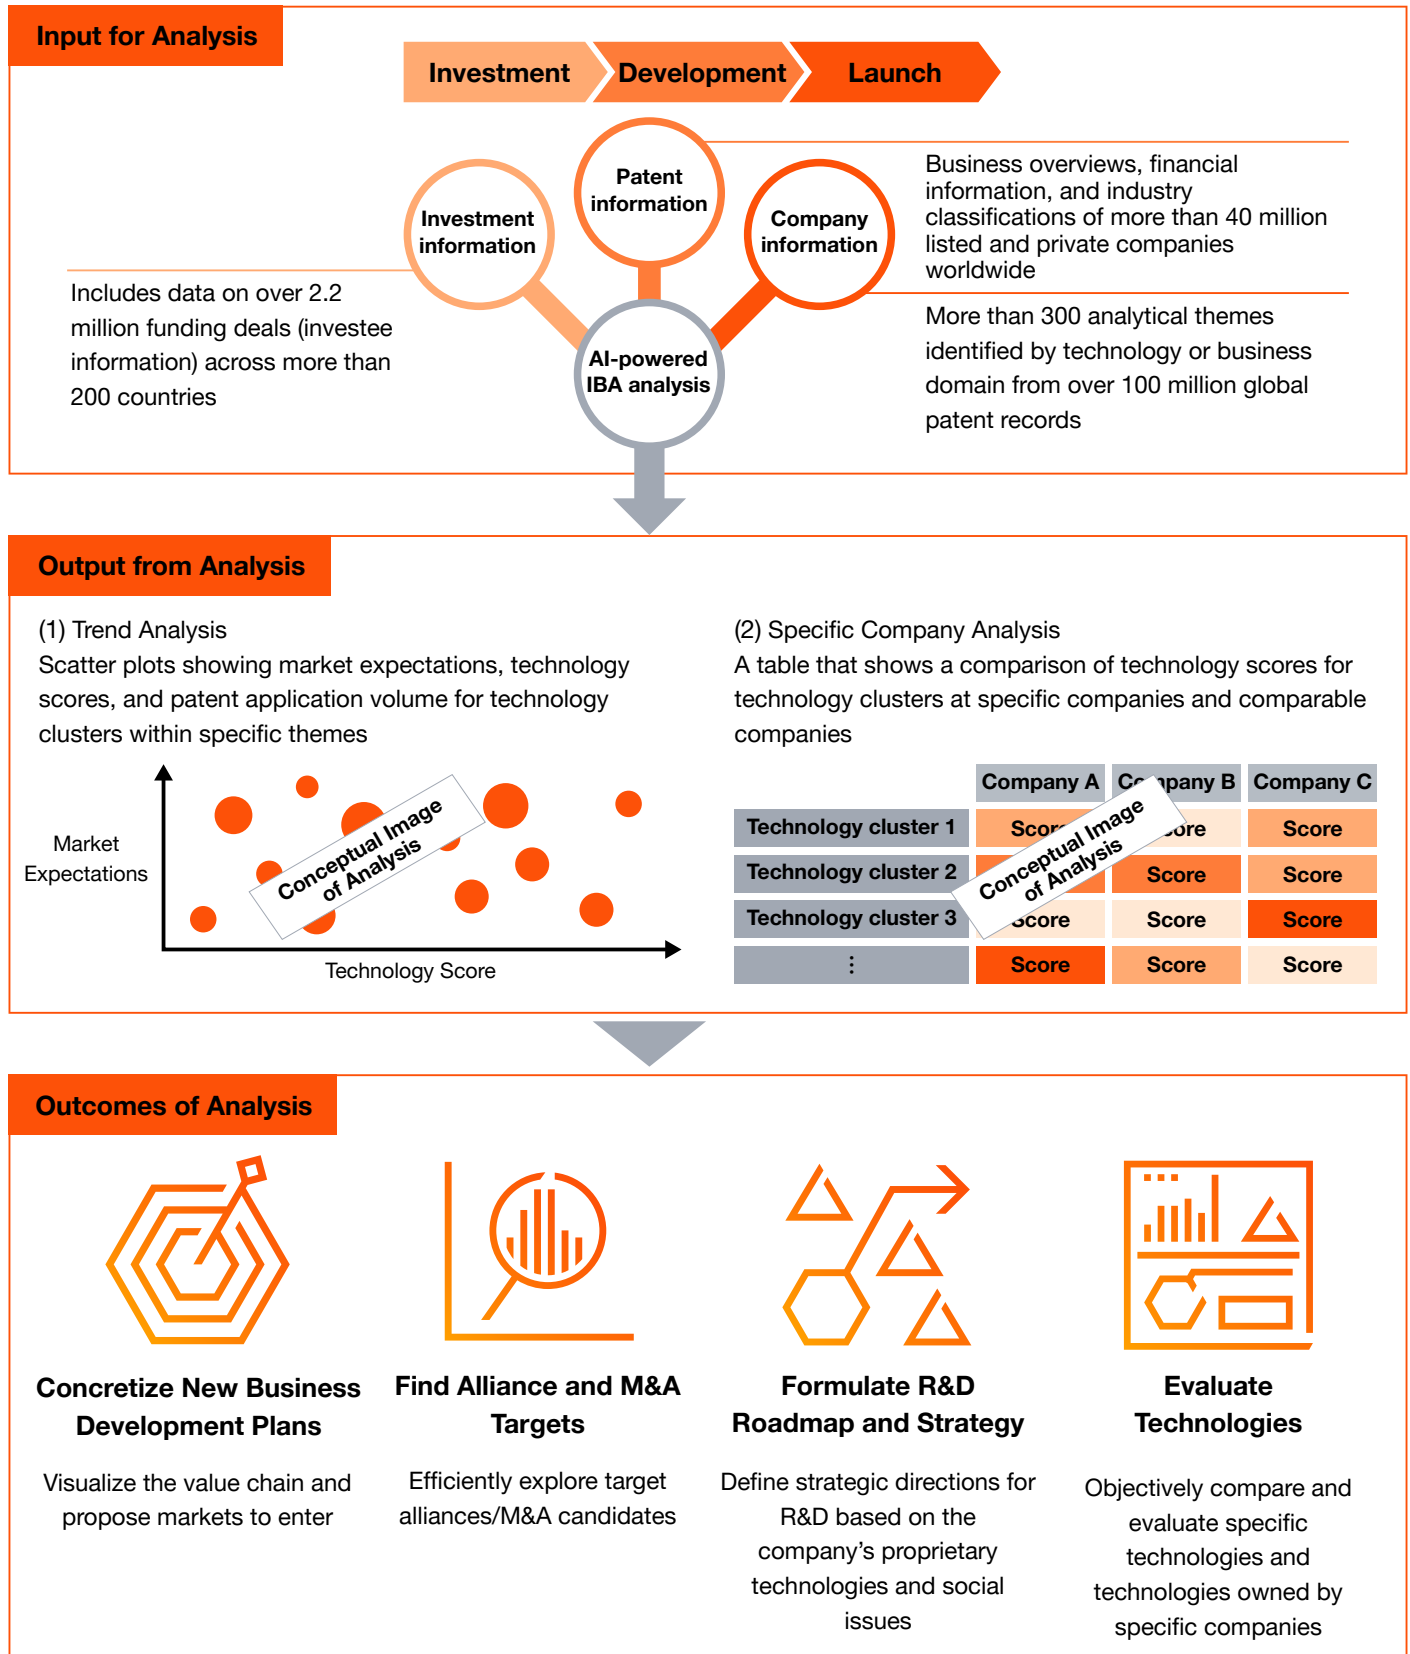 Input for Analysis
Investment
Development
Launch
Investment
information
Patent
information
Company
information
AI-powered
IBA analysis
Includes data on over 2.2
million funding deals (investee
information) across more than
200 countries
Business overviews, financial
information, and industry
classifications of more than 40 million
listed and private companies
worldwide
More than 300 analytical themes
identified by technology or business
domain from over 100 million global
patent records
Output from Analysis
(1) Trend Analysis
Scatter plots showing market expectations, technology
scores, and patent application volume for technology
clusters within specific themes
Market
Expectations
Conceptual Image
of Analysis
Technology Score
(2) Specific Company Analysis
A table that shows a comparison of technology scores for
technology clusters at specific companies and comparable
companies
Company A Company B Company C
Technology cluster 1 Score Score Score
Technology cluster 2 Score Score
Technology cluster 3 Score Score Score
⋮ Score Score Score
Conceptual Image
of Analysis
Outcomes of Analysis
Concretize New Business
Development Plans
Visualize the value chain and
propose markets to enter
Find Alliance and M&A
Targets
Efficiently explore target
alliances/M&A candidates
Formulate R&D
Roadmap and Strategy
Define strategic directions for
R&D based on the
company's proprietary
technologies and social
issues
Evaluate
Technologies
Objectively compare and
evaluate specific
technologies and
technologies owned by
specific companies